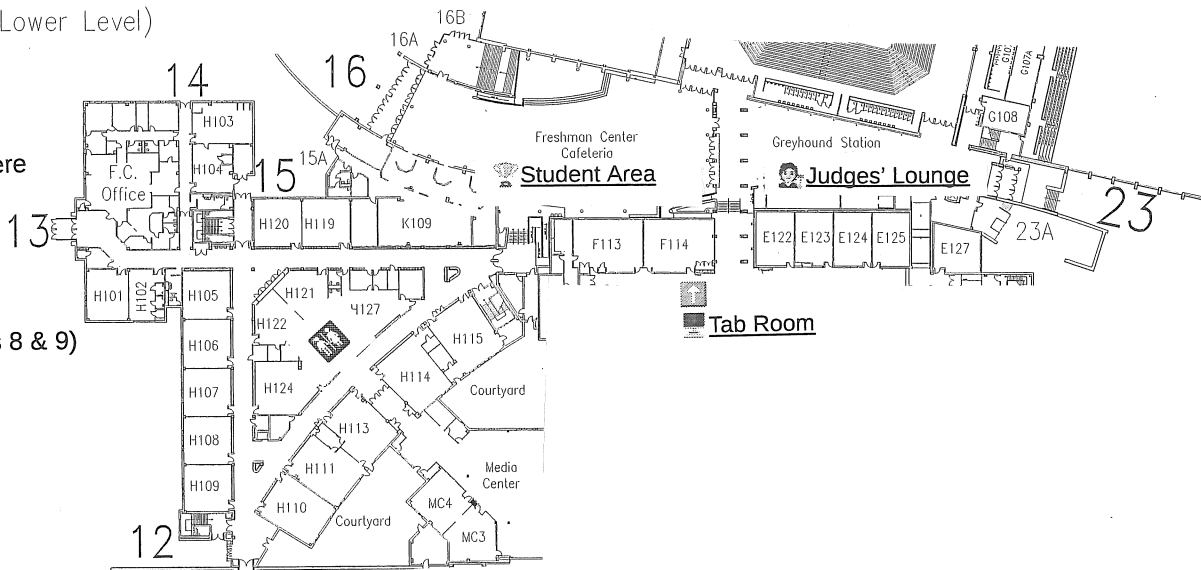 Lower Level)
16B
16A
16
14
H103
G107A
G108
Freshman Center
Cafeteria
Greyhound Station
ere
H104
15A
F.C.
Office
15
Student Area
Judges' Lounge
23
13
H120
H119
K109
F113
F114
E122
E123
E124
E125
E127
23A
H101
H102
H105
H121
H127
H122
Tab Room
H106
H115
s 8 & 9)
H107
H124
H114
Courtyard
H108
H113
H109
H111
Media
Center
H110
Courtyard
MC4
MC3
12